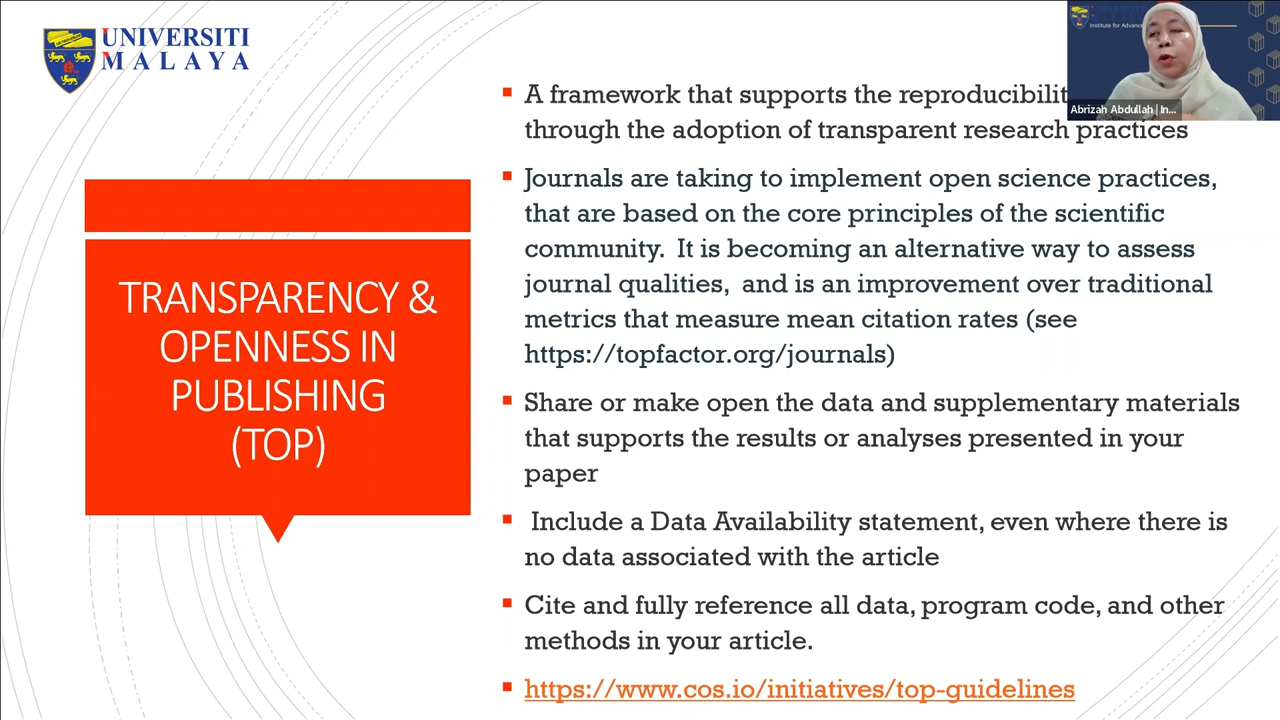 UNIVERSITI
MALAYA
Institute for Advance
Abrizah Abdullah | In...
TRANSPARENCY &
OPENNESS IN
PUBLISHING
(TOP)
A framework that supports the
through the adoption of transparent research practices
Journals are taking to implement open science practices,
that are based on the core principles of the scientific
community. It is becoming an alternative way to assess
journal qualities, and is an improvement over traditional
metrics that measure mean citation rates (see
https://topfactor.org/journals)
Share or make open the data and supplementary materials
that supports the results or analyses presented in your
paper
Include a Data Availability statement, even where there is
no data associated with the article
Cite and fully reference all data, program code, and other
methods in your article.
https://www.cos.io/initiatives/top-guidelines